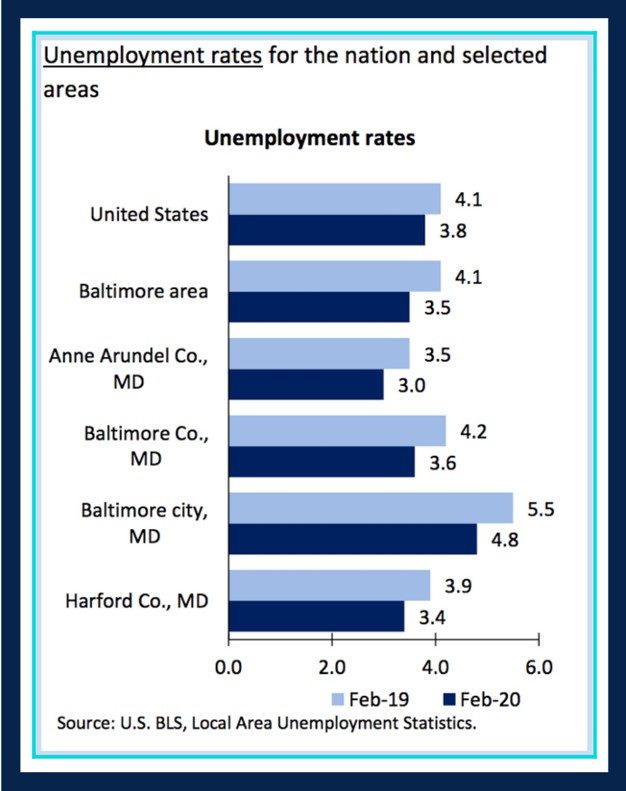 Unemployment rates for the nation and selected
areas
Unemployment rates
United States
4.1
3.8
Baltimore area
4.1
3.5
Anne Arundel Co.,
MD
3.5
3.0
Baltimore Co.,
MD
4.2
3.6
Baltimore city,
MD
5.5
4.8
Harford Co., MD
3.9
3.4
0.0 2.0 4.0 6.0
Feb-19 Feb-20
Source: U.S. BLS, Local Area Unemployment Statistics.